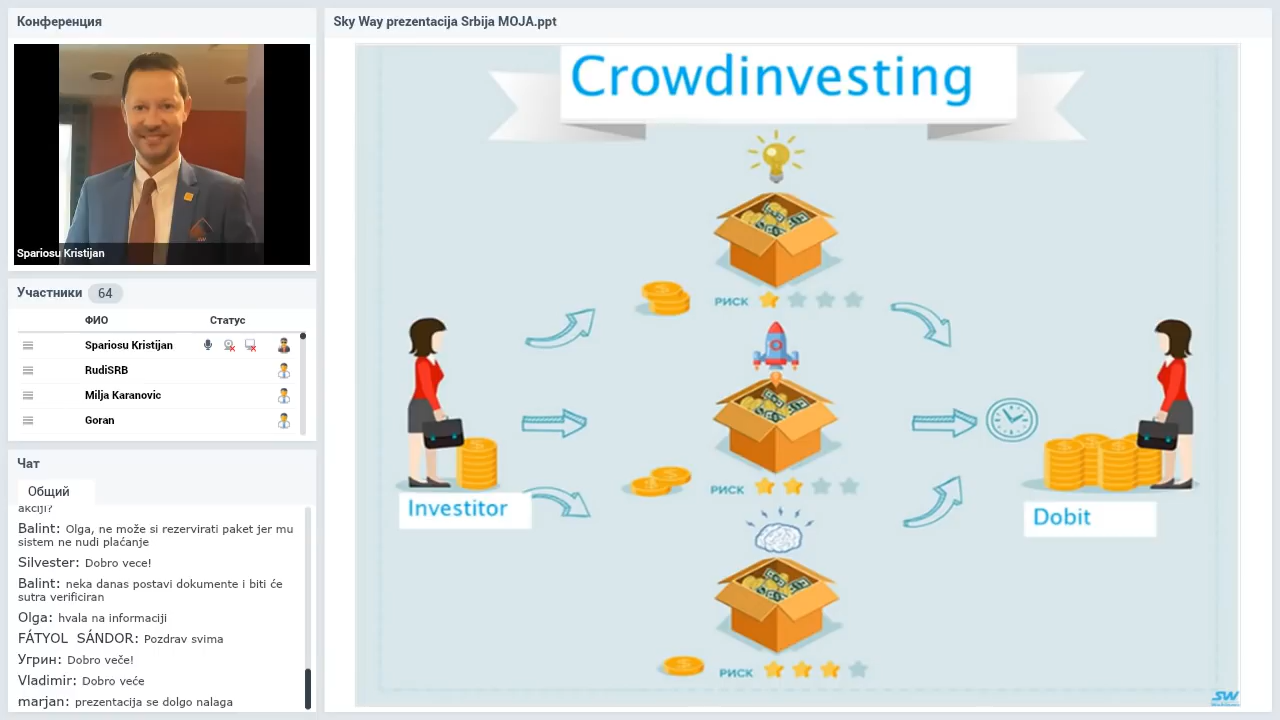 Конференция
Spariosu Kristijan
Участники 64
ФИО Статус
Spariosu Kristijan
RudiSRB
Milja Karanovic
Goran
Чат
Общий
akciji?
Balint: Olga, ne može si rezervirati paket jer mu
sistem ne nudi plaćanje
Silvester: Dobro vece!
Balint: neka danas postavi dokumente i biti će
sutra verificiran
Olga: hvala na informaciji
FÁTYOL SÁNDOR: Pozdrav svima
Угрин: Dobro veče!
Vladimir: Dobro veće
marjan: prezentacija se dolgo nalaga
Sky Way prezentacija Srbija MOJA.ppt
Crowdinvesting
РИСК
РИСК
Investitor
Dobit
РИСК
SW